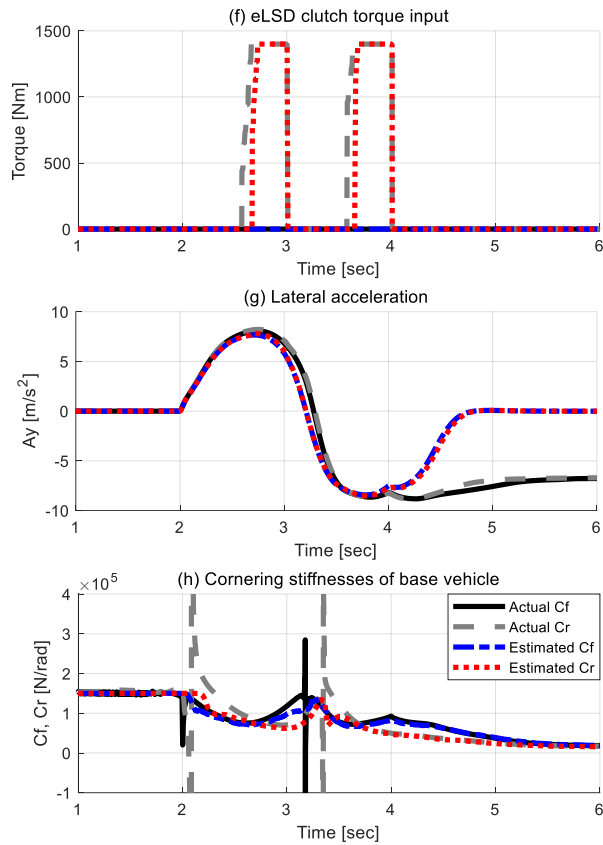 (f) eLSD clutch torque input
1500
1000
500
0
Torque [Nm]
1 2 3 4 5 6
Time [sec]
(g) Lateral acceleration
10
5
0
-5
-10
Ay [m/s²]
1 2 3 4 5 6
Time [sec]
(h) Cornering stiffnesses of base vehicle
×10⁵
4
3
2
1
0
-1
Cf, Cr [N/rad]
Actual Cf
Actual Cr
Estimated Cf
Estimated Cr
1 2 3 4 5 6
Time [sec]